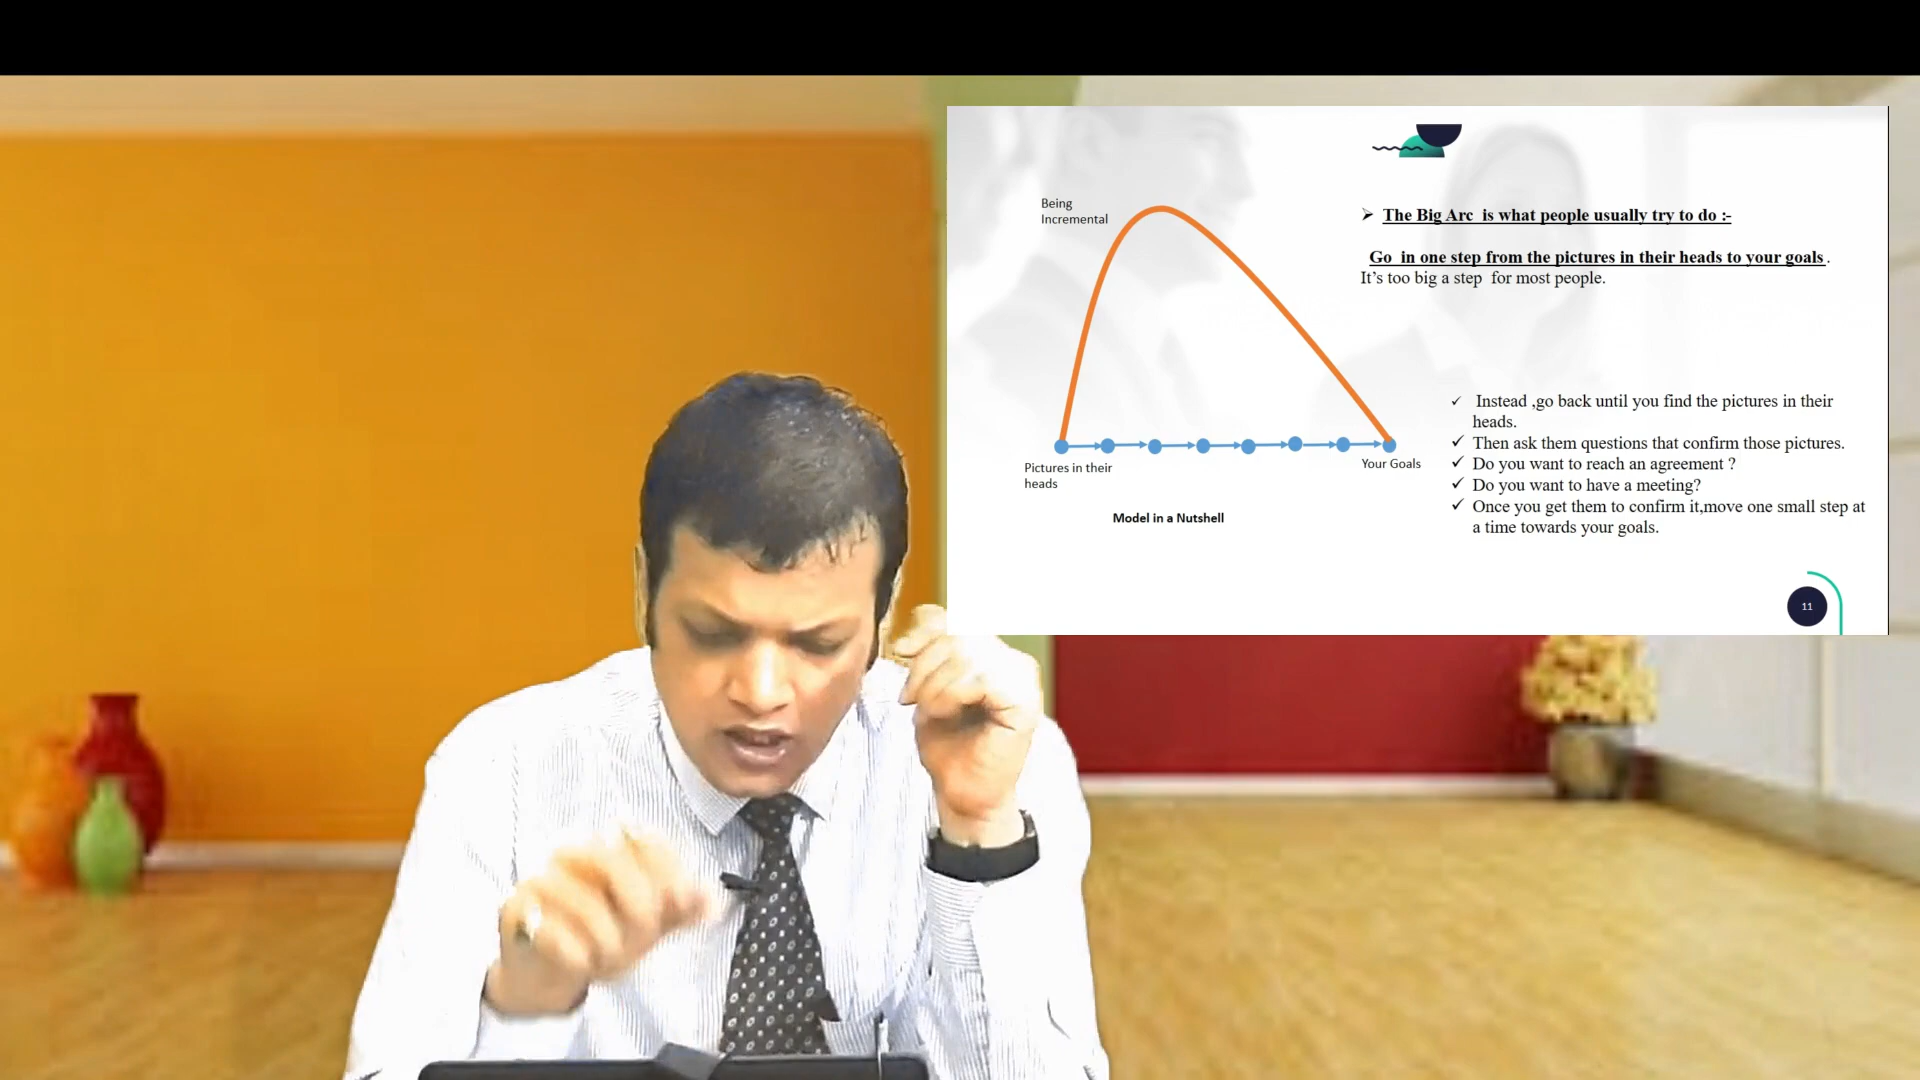 Being
Incremental
Pictures in their
heads
Your Goals
Model in a Nutshell
➤ The Big Arc  is what people usually try to do :-
Go  in one step from the pictures in their heads to your goals .
It’s too big a step  for most people.
✓ Instead ,go back until you find the pictures in their
heads.
✓ Then ask them questions that confirm those pictures.
✓ Do you want to reach an agreement ?
✓ Do you want to have a meeting?
✓ Once you get them to confirm it,move one small step at
a time towards your goals.
11